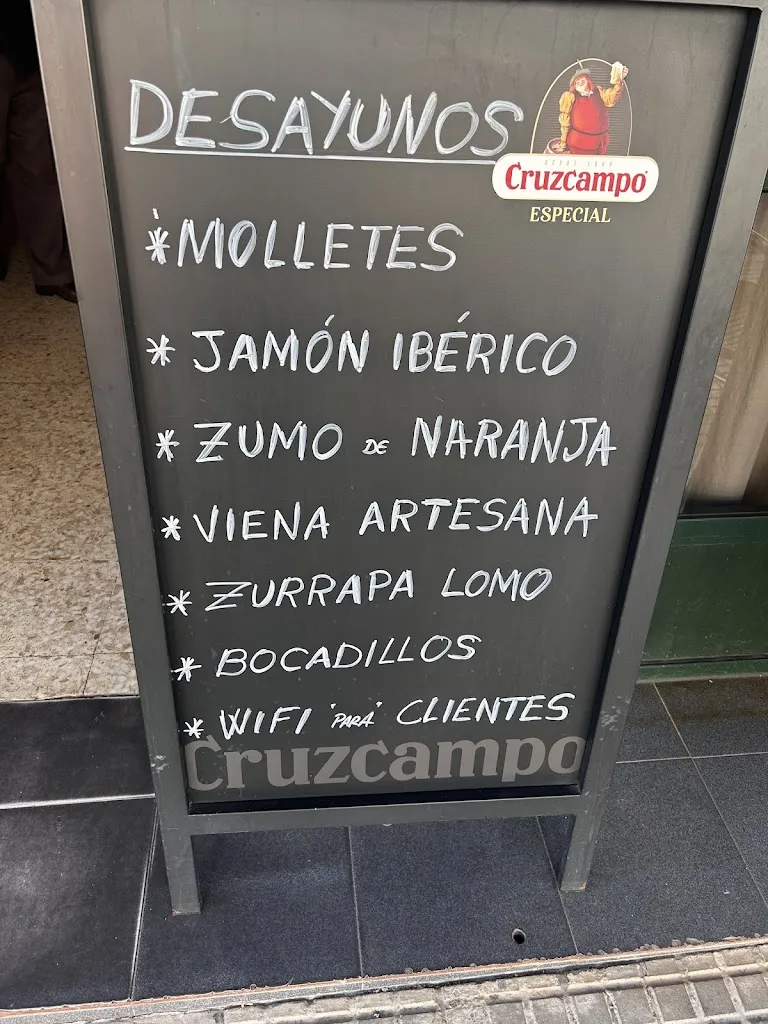 DESAYUNOS
Cruzcampo
ESPECIAL
* MOLLETES
* JAMÓN IBÉRICO
* ZUMO DE NARANJA
* VIENA ARTESANA
* ZURRAPA LOMO
* BOCADILLOS
* WIFI "PARA" CLIENTES
Cruzcampo